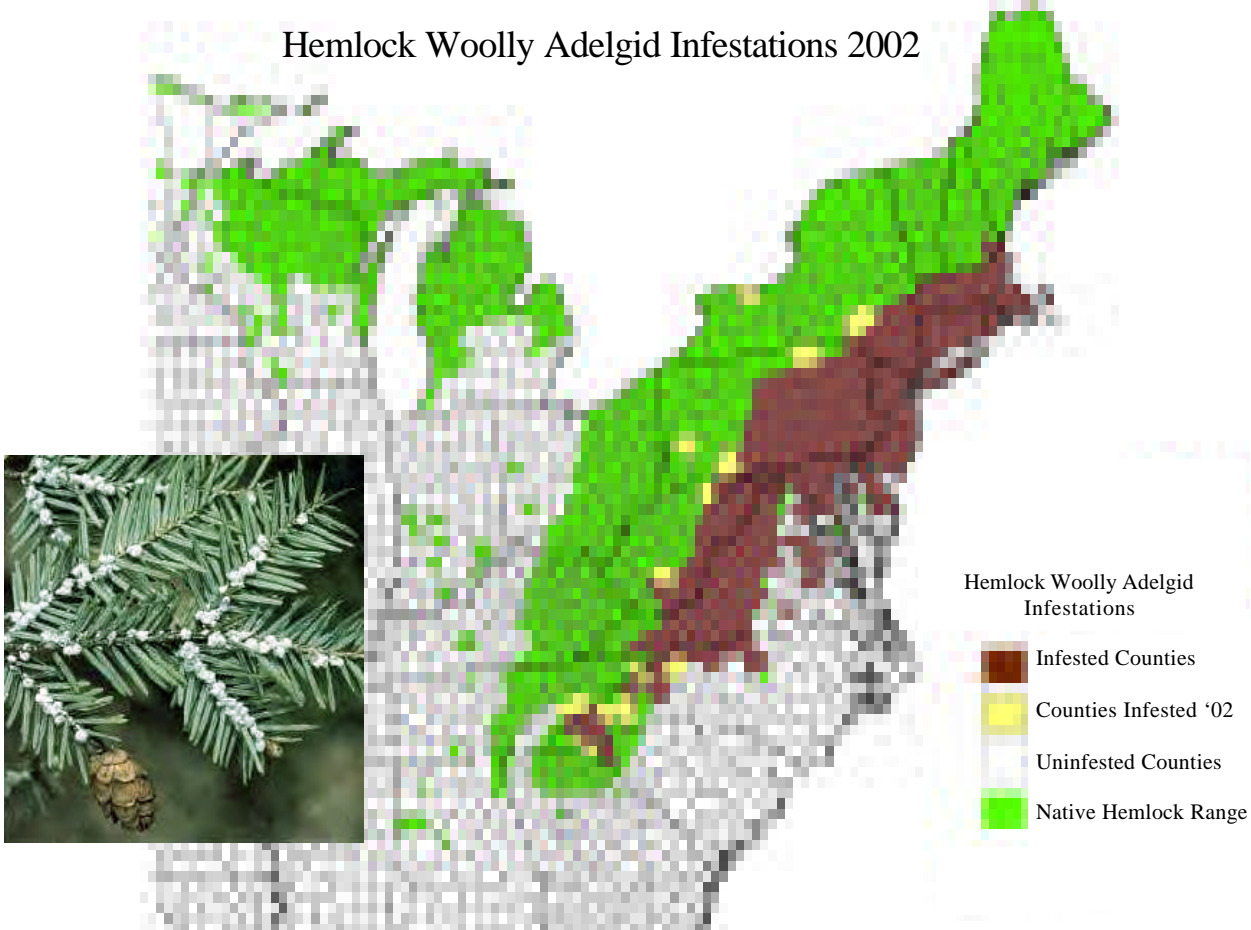 Hemlock Woolly Adelgid Infestations 2002
Hemlock Woolly Adelgid
Infestations
Infested Counties
Counties Infested ‘02
Uninfested Counties
Native Hemlock Range